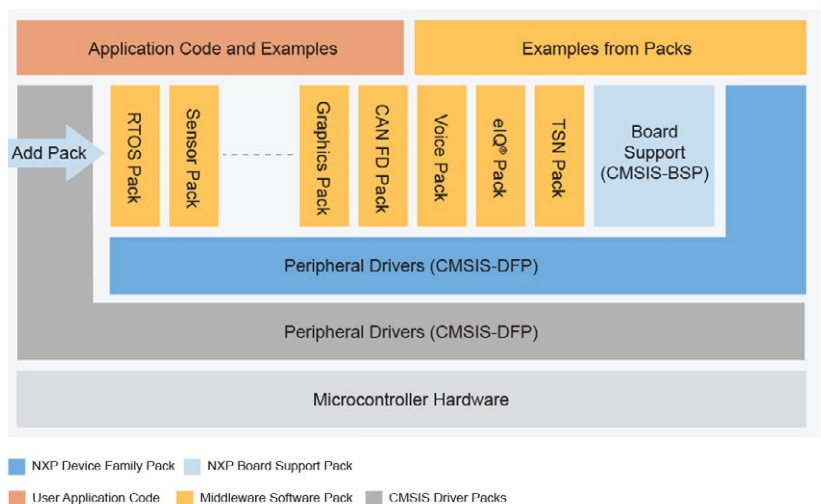 Application Code and Examples
Examples from Packs
Add Pack
RTOS Pack
Sensor Pack
Graphics Pack
CAN FD Pack
Voice Pack
eIQ® Pack
TSN Pack
Board
Support
(CMSIS-BSP)
Peripheral Drivers (CMSIS-DFP)
Peripheral Drivers (CMSIS-DFP)
Microcontroller Hardware
NXP Device Family Pack
NXP Board Support Pack
User Application Code
Middleware Software Pack
CMSIS Driver Packs